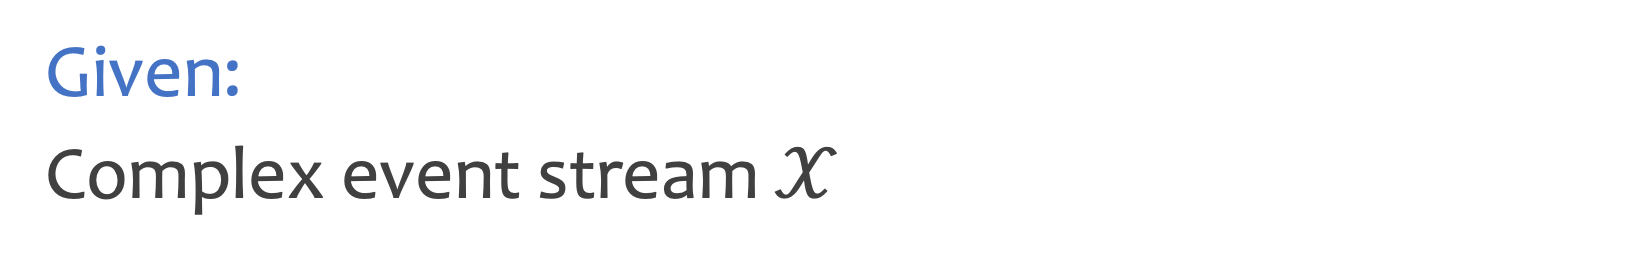 Given:
Complex event stream 𝒳